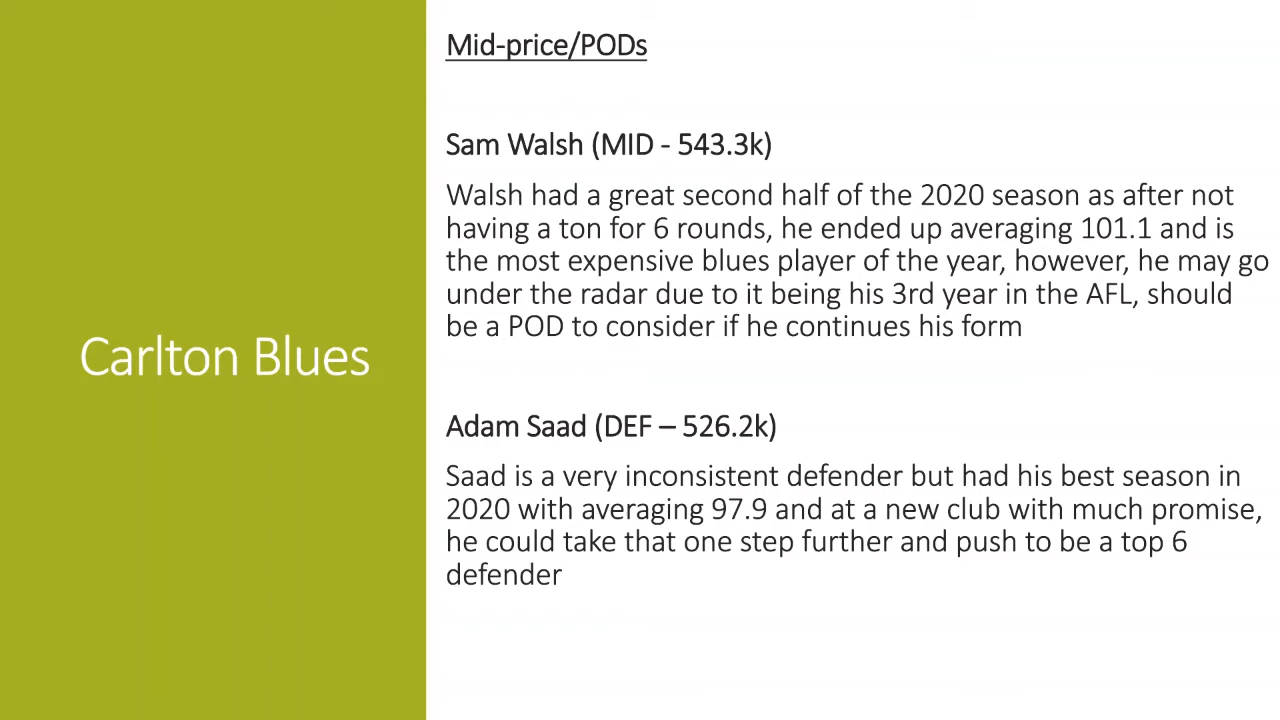 Mid-price/PODs
Sam Walsh (MID - 543.3k)
Walsh had a great second half of the 2020 season as after not
having a ton for 6 rounds, he ended up averaging 101.1 and is
the most expensive blues player of the year, however, he may go
under the radar due to it being his 3rd year in the AFL, should
be a POD to consider if he continues his form
Carlton Blues
Adam Saad (DEF – 526.2k)
Saad is a very inconsistent defender but had his best season in
2020 with averaging 97.9 and at a new club with much promise,
he could take that one step further and push to be a top 6
defender